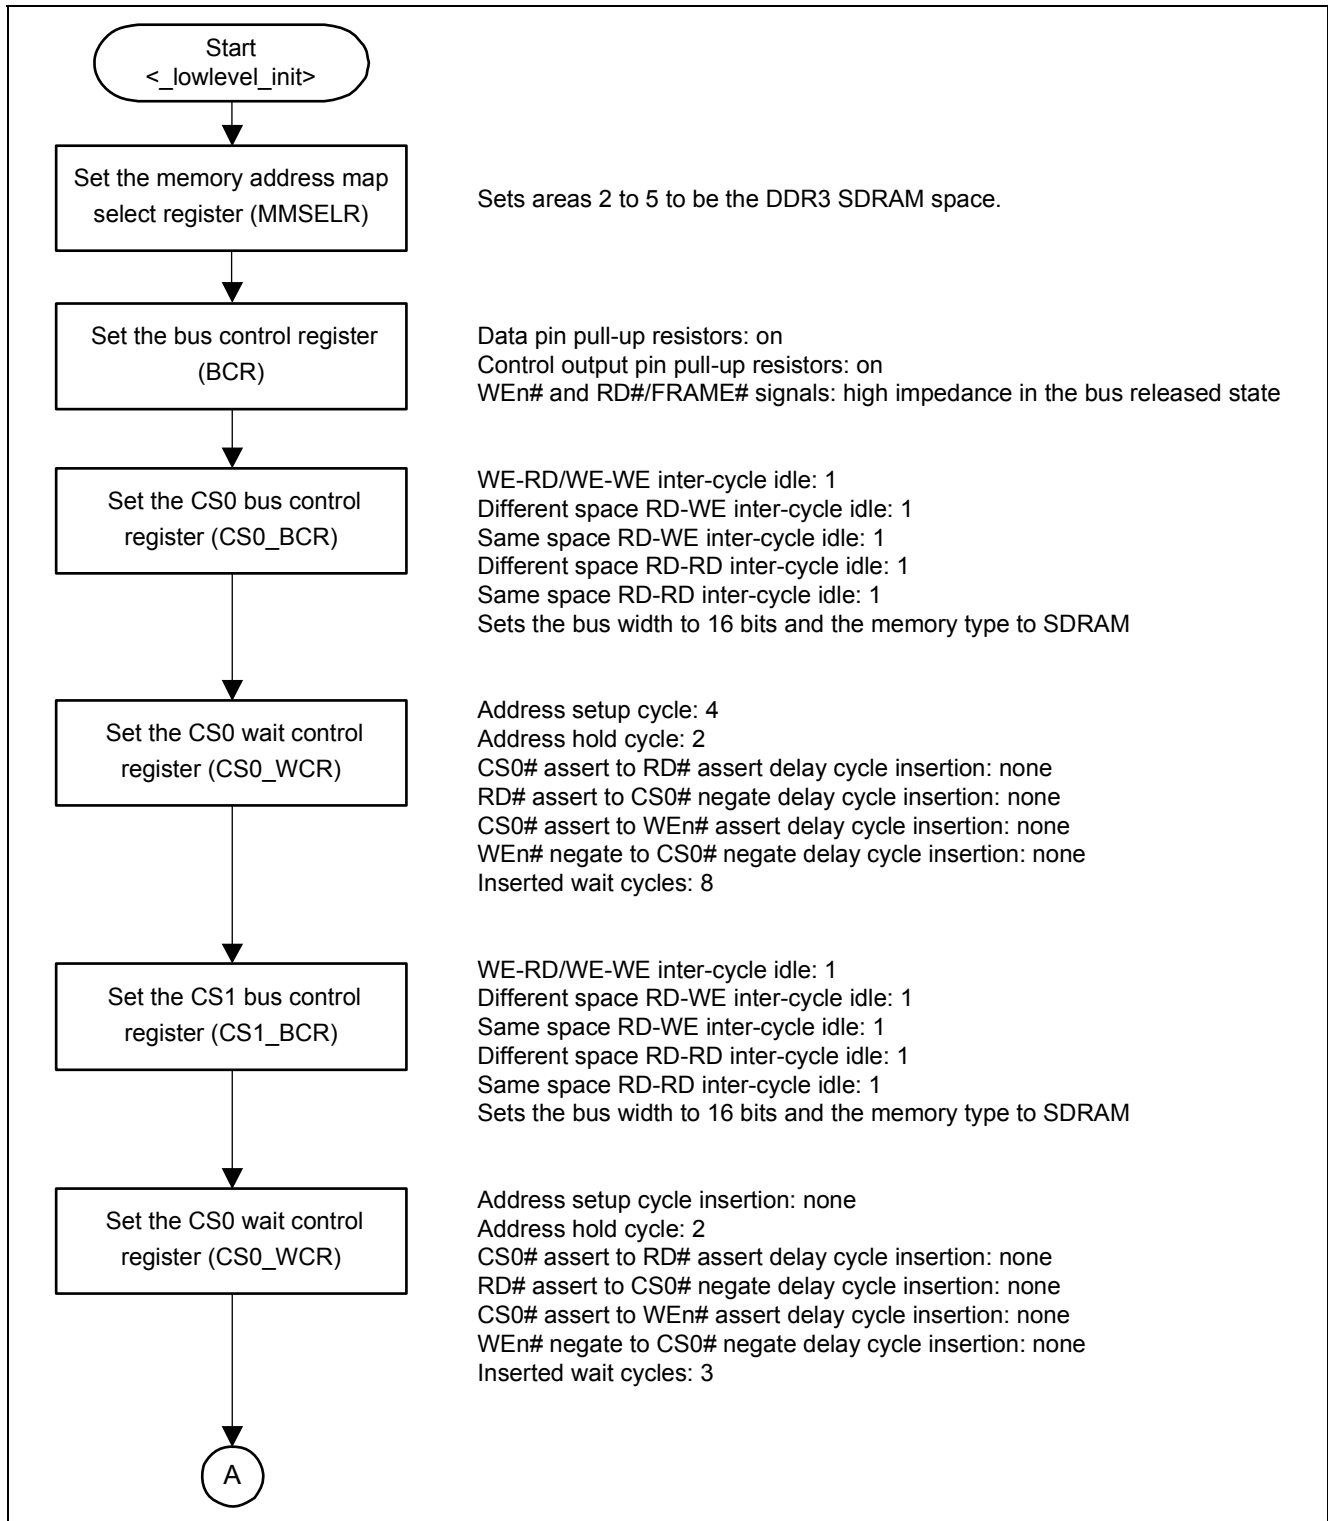 Start
<_lowlevel_init>
Set the memory address map
select register (MMSELR)
Sets areas 2 to 5 to be the DDR3 SDRAM space.
Set the bus control register
(BCR)
Data pin pull-up resistors: on
Control output pin pull-up resistors: on
WEn# and RD#/FRAME# signals: high impedance in the bus released state
Set the CS0 bus control
register (CS0_BCR)
WE-RD/WE-WE inter-cycle idle: 1
Different space RD-WE inter-cycle idle: 1
Same space RD-WE inter-cycle idle: 1
Different space RD-RD inter-cycle idle: 1
Same space RD-RD inter-cycle idle: 1
Sets the bus width to 16 bits and the memory type to SDRAM
Set the CS0 wait control
register (CS0_WCR)
Address setup cycle: 4
Address hold cycle: 2
CS0# assert to RD# assert delay cycle insertion: none
RD# assert to CS0# negate delay cycle insertion: none
CS0# assert to WEn# assert delay cycle insertion: none
WEn# negate to CS0# negate delay cycle insertion: none
Inserted wait cycles: 8
Set the CS1 bus control
register (CS1_BCR)
WE-RD/WE-WE inter-cycle idle: 1
Different space RD-WE inter-cycle idle: 1
Same space RD-WE inter-cycle idle: 1
Different space RD-RD inter-cycle idle: 1
Same space RD-RD inter-cycle idle: 1
Sets the bus width to 16 bits and the memory type to SDRAM
Set the CS0 wait control
register (CS0_WCR)
Address setup cycle insertion: none
Address hold cycle: 2
CS0# assert to RD# assert delay cycle insertion: none
RD# assert to CS0# negate delay cycle insertion: none
CS0# assert to WEn# assert delay cycle insertion: none
WEn# negate to CS0# negate delay cycle insertion: none
Inserted wait cycles: 3
A